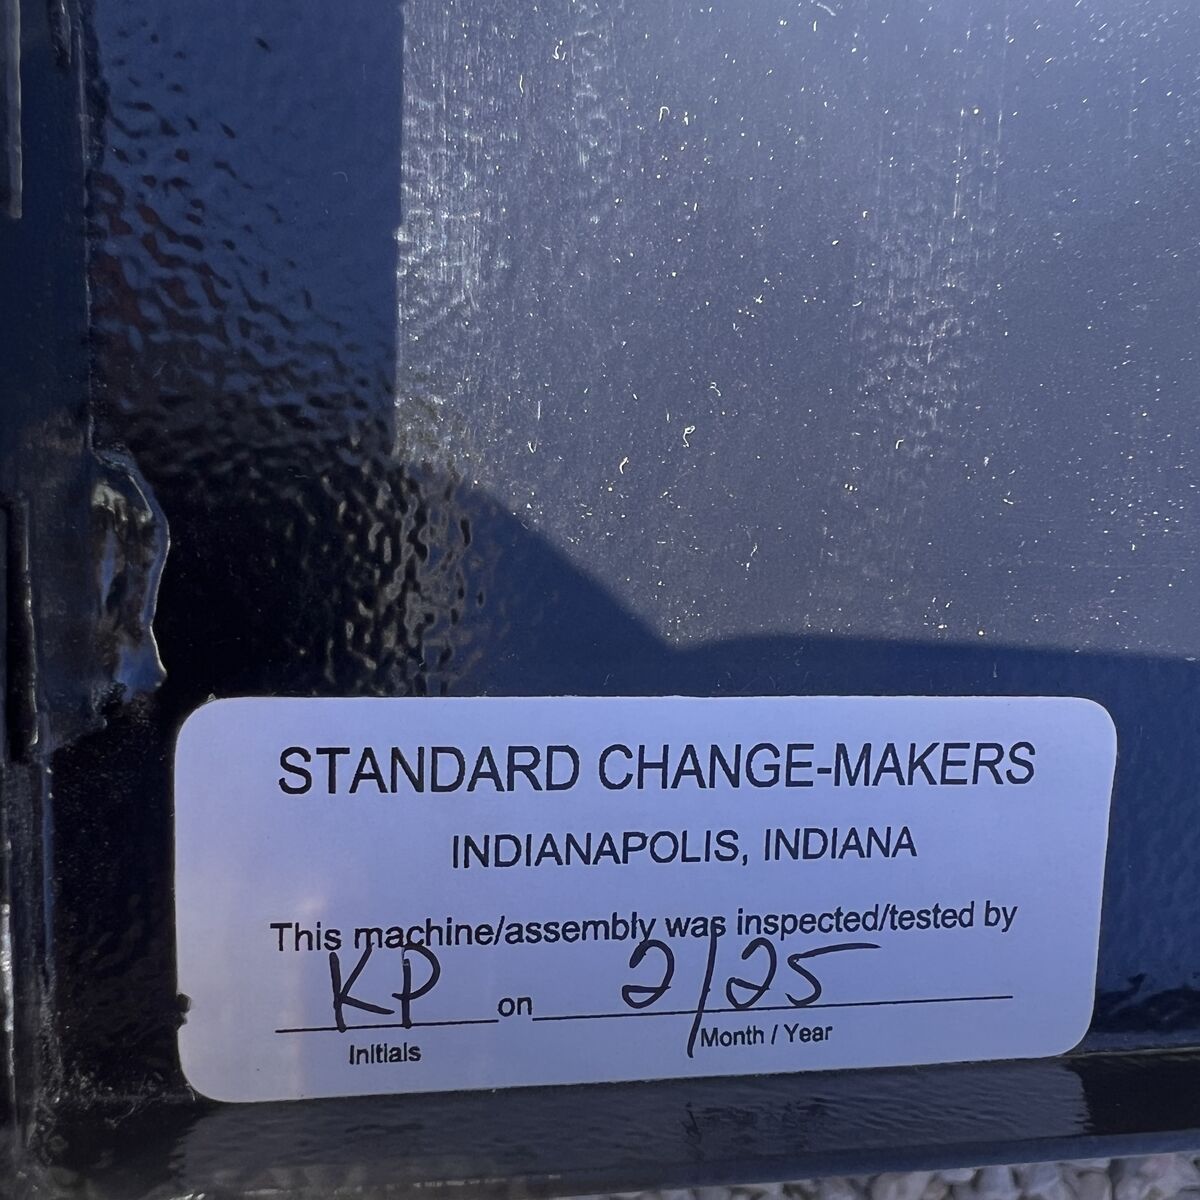 STANDARD CHANGE-MAKERS
INDIANAPOLIS, INDIANA
This machine/assembly was inspected/tested by
KP on 2/25
Initials Month / Year